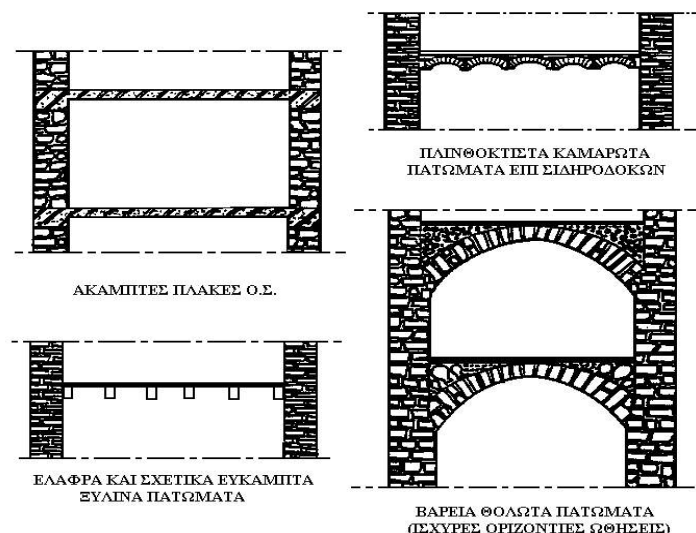 ΑΚΑΜΠΤΕΣ ΠΛΑΚΕΣ Ο.Σ.
ΕΛΑΦΡΑ ΚΑΙ ΣΧΕΤΙΚΑ ΕΥΚΑΜΠΤΑ
ΞΥΛΙΝΑ ΠΑΤΩΜΑΤΑ
ΠΛΙΝΘΟΚΤΙΣΤΑ ΚΑΜΑΡΩΤΑ
ΠΑΤΩΜΑΤΑ ΕΠΙ ΣΙΔΗΡΟΔΟΚΩΝ
ΒΑΡΕΙΑ ΘΟΛΩΤΑ ΠΑΤΩΜΑΤΑ
(ΙΣΧΥΡΕΣ ΟΡΙΖΟΝΤΙΕΣ ΩΘΗΣΕΙΣ)